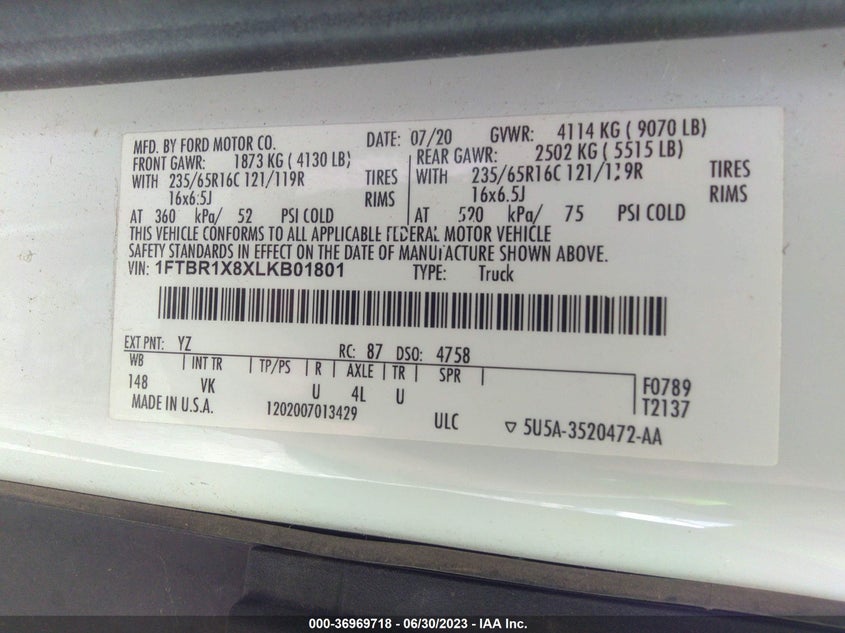 MFD. BY FORD MOTOR CO. DATE: 07/20 GVWR: 4114 KG ( 9070 LB)
FRONT GAWR: 1873 KG ( 4130 LB) REAR GAWR: 2502 KG ( 5515 LB)
WITH 235/65R16C 121/119R TIRES WITH 235/65R16C 121/119R TIRES
16x6.5J RIMS 16x6.5J RIMS
AT 360 kPa/ 52 PSI COLD AT 520 kPa/ 75 PSI COLD
THIS VEHICLE CONFORMS TO ALL APPLICABLE FEDERAL MOTOR VEHICLE
SAFETY STANDARDS IN EFFECT ON THE DATE OF MANUFACTURE SHOWN ABOVE.
VIN: 1FTBR1X8XLKB01801 TYPE: Truck
EXT PNT: YZ RC: 87 DSO: 4758
WB INT TR TP/PS R AXLE TR SPR F0789
148 VK U 4L U T2137
MADE IN U.S.A. 1202007013429 ULC ▽ 5U5A-3520472-AA
000-36969718 - 06/30/2023 - IAA Inc.